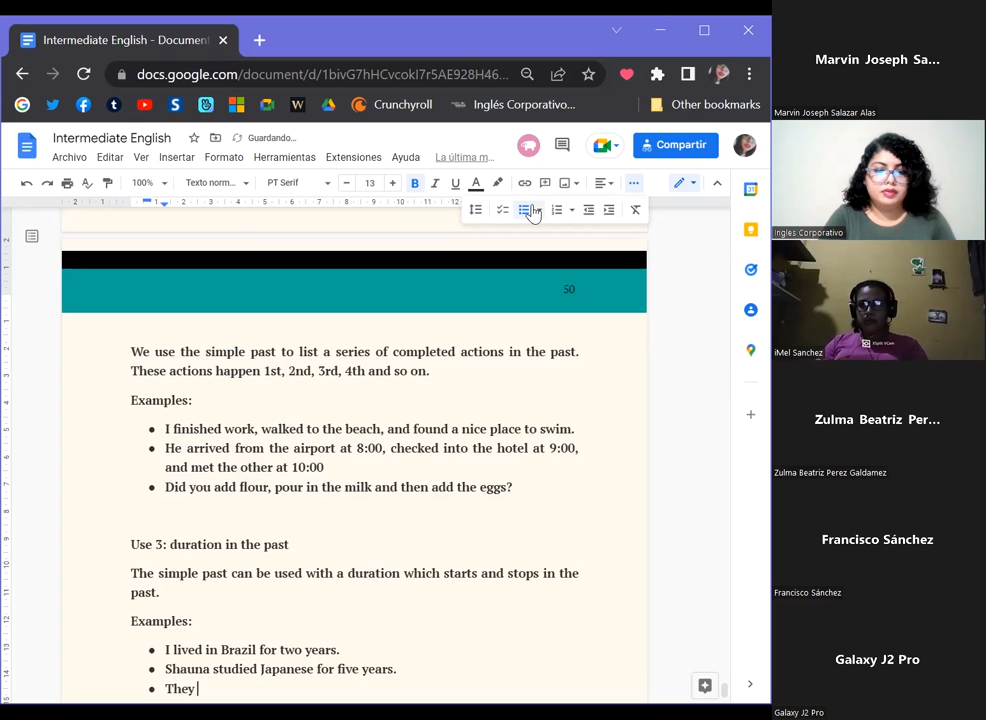 Intermediate English - Document
docs.google.com/document/d/1bivG7hHCvcokI7r5AE928H46...
Crunchyroll
Inglés Corporativo...
Other bookmarks
Intermediate English
Guardando...
Archivo Editar Ver Insertar Formato Herramientas Extensiones Ayuda La última m...
Compartir
100% Texto norm... PT Serif 13
50
We use the simple past to list a series of completed actions in the past.
These actions happen 1st, 2nd, 3rd, 4th and so on.
Examples:
● I finished work, walked to the beach, and found a nice place to swim.
● He arrived from the airport at 8:00, checked into the hotel at 9:00,
and met the other at 10:00
● Did you add flour, pour in the milk and then add the eggs?
Use 3: duration in the past
The simple past can be used with a duration which starts and stops in the
past.
Examples:
● I lived in Brazil for two years.
● Shauna studied Japanese for five years.
● They
Marvin Joseph Sa...
Marvin Joseph Salazar Alas
Ingles Corporativo
XSplit VCam
iMel Sanchez
Zulma Beatriz Per...
Zulma Beatriz Perez Galdamez
Francisco Sánchez
Francisco Sánchez
Galaxy J2 Pro
Galaxy J2 Pro